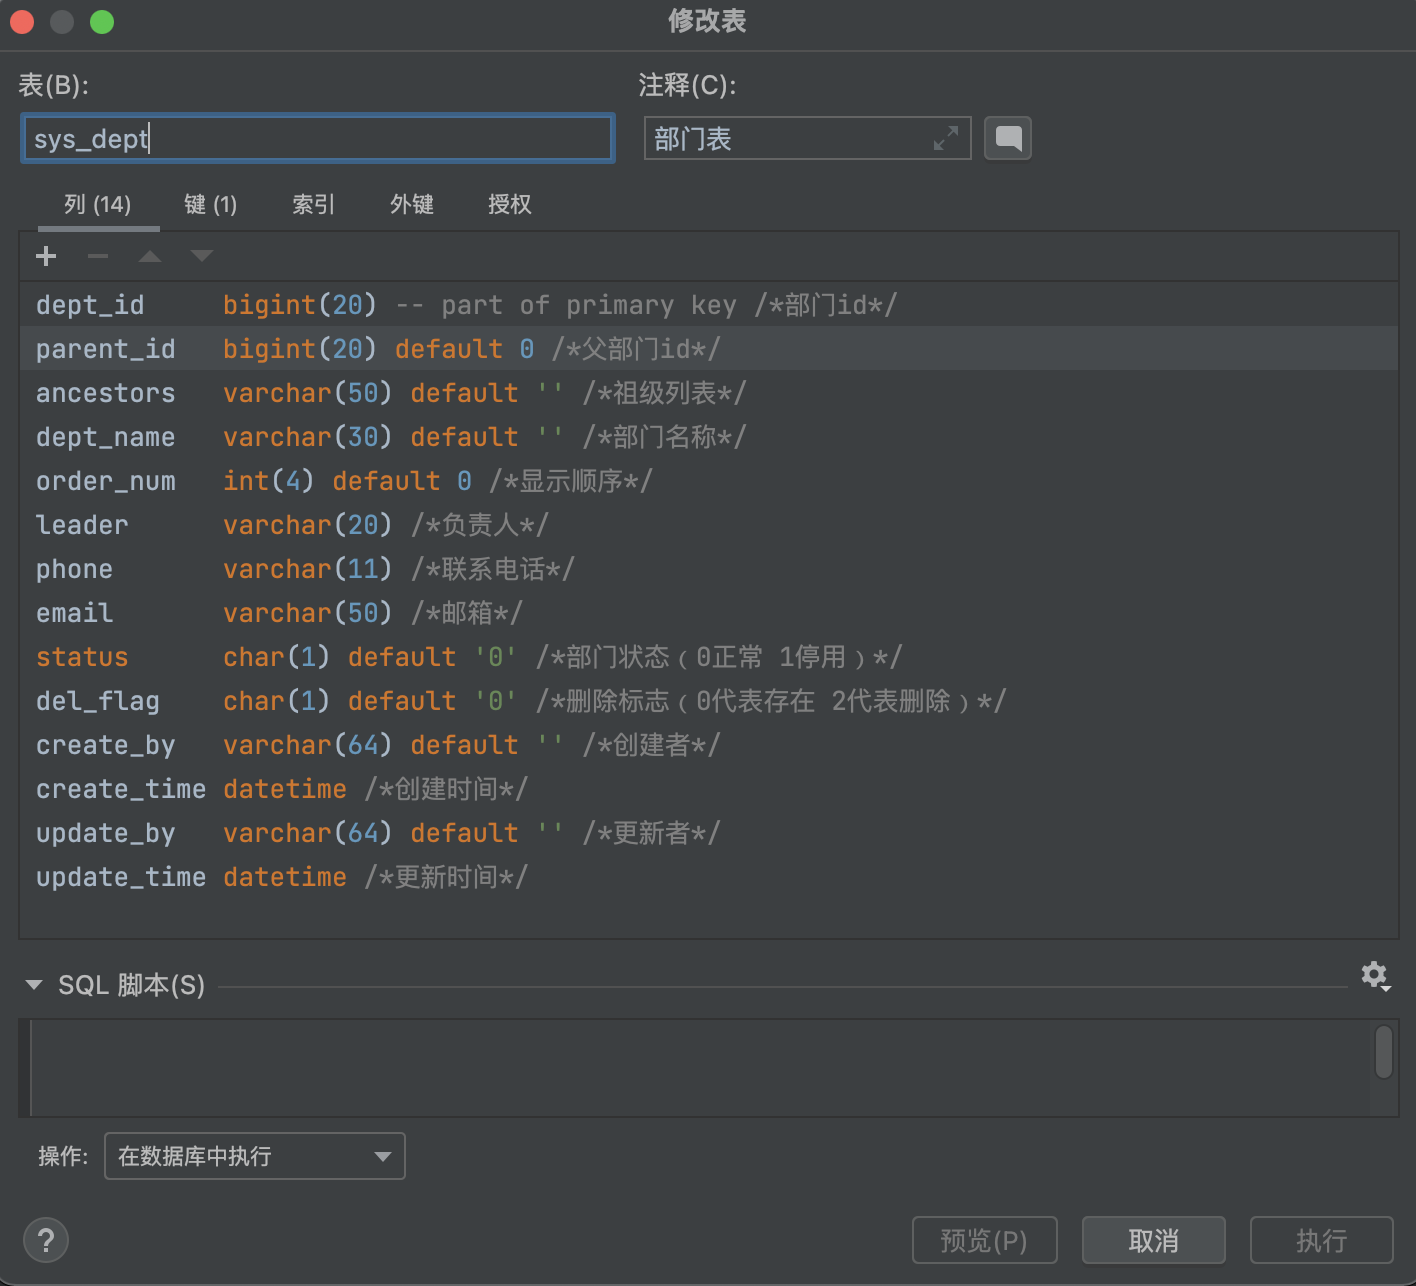 修改表
表(B): 注释(C):
sys_dept 部门表
列 (14) 键 (1) 索引 外键 授权
dept_id bigint(20) -- part of primary key /*部门id*/
parent_id bigint(20) default 0 /*父部门id*/
ancestors varchar(50) default '' /*祖级列表*/
dept_name varchar(30) default '' /*部门名称*/
order_num int(4) default 0 /*显示顺序*/
leader varchar(20) /*负责人*/
phone varchar(11) /*联系电话*/
email varchar(50) /*邮箱*/
status char(1) default '0' /*部门状态（0正常 1停用）*/
del_flag char(1) default '0' /*删除标志（0代表存在 2代表删除）*/
create_by varchar(64) default '' /*创建者*/
create_time datetime /*创建时间*/
update_by varchar(64) default '' /*更新者*/
update_time datetime /*更新时间*/
SQL 脚本(S)
操作: 在数据库中执行
? 预览(P) 取消 执行